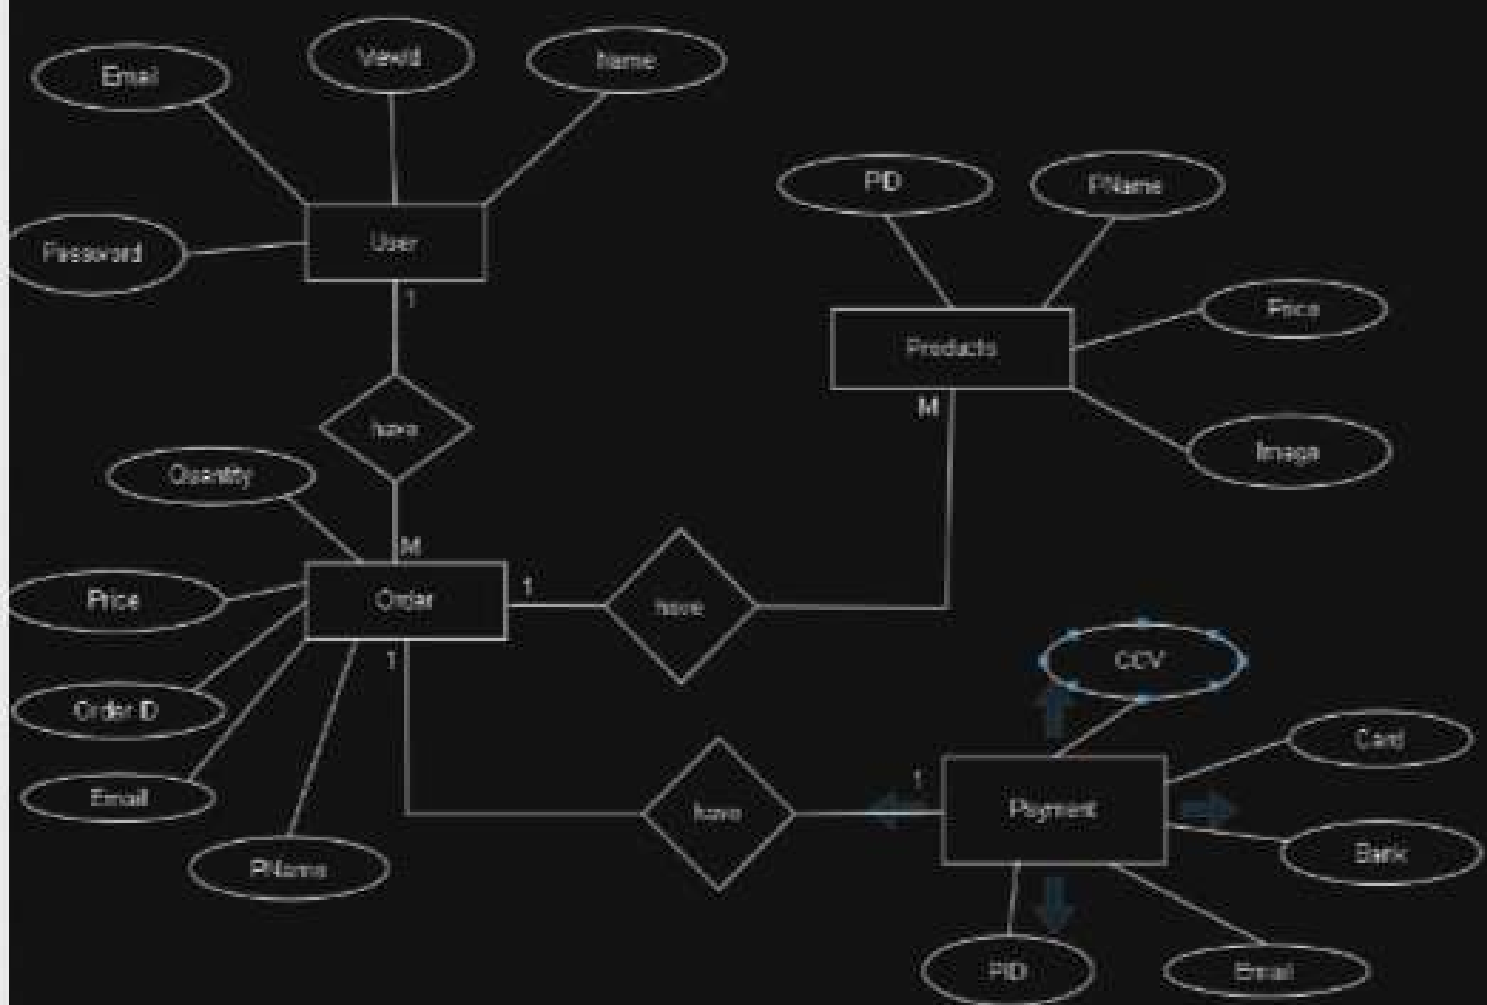 Email
Name
Password
User
1
have
M
Quantity
Price
Order
1
Order ID
Email
PName
1
have
PID
PName
Products
Price
Image
M
have
1
Payment
CCV
Card
Bank
PID
Email